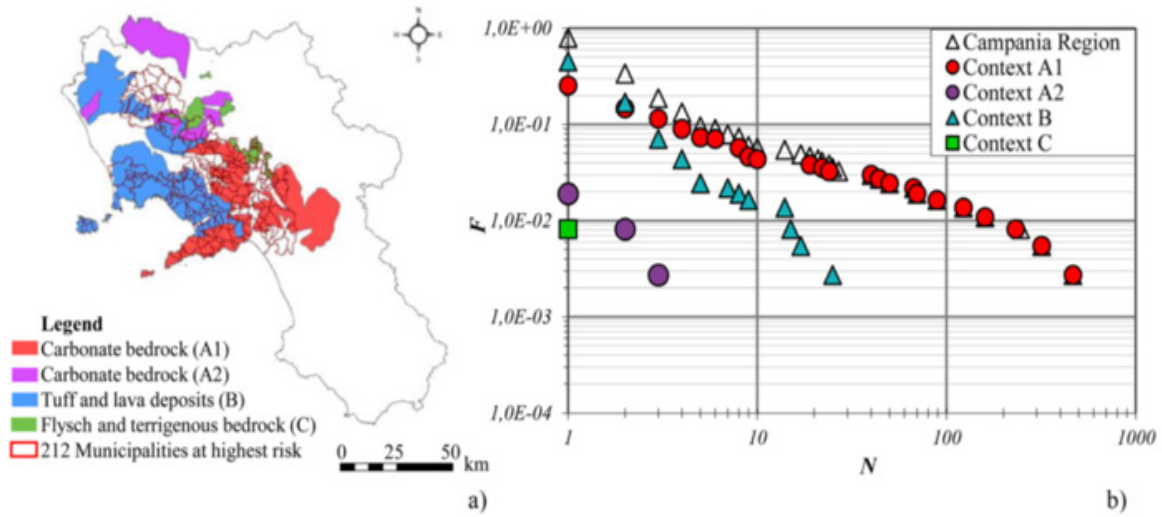 N
W
E
S
Legend
Carbonate bedrock (A1)
Carbonate bedrock (A2)
Tuff and lava deposits (B)
Flysch and terrigenous bedrock (C)
212 Municipalities at highest risk
0 25 50
km
a)
1,0E+00
1,0E-01
1,0E-02
1,0E-03
1,0E-04
F
Campania Region
Context A1
Context A2
Context B
Context C
1 10 100 1000
N
b)